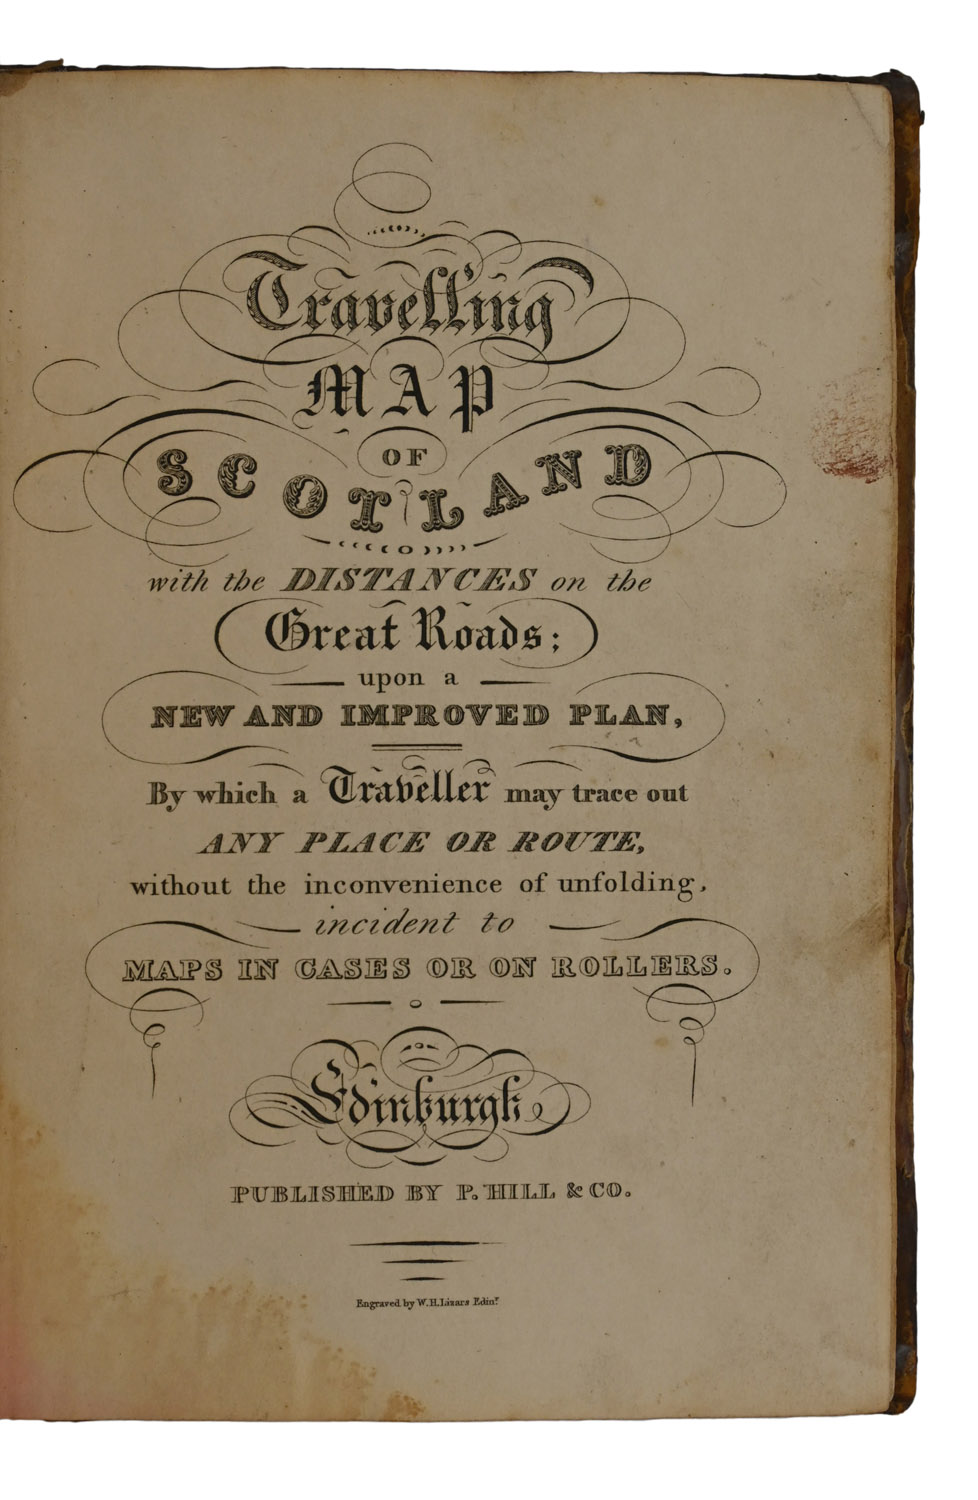 Travelling
MAP
OF
SCOTLAND
with the DISTANCES on the
Great Roads;
upon a
NEW AND IMPROVED PLAN,
By which a Traveller may trace out
ANY PLACE OR ROUTE,
without the inconvenience of unfolding,
incident to
MAPS IN CASES OR ON ROLLERS.
Edinburgh
PUBLISHED BY P. HILL & CO.
Engraved by W.H.Lizars Edinr.